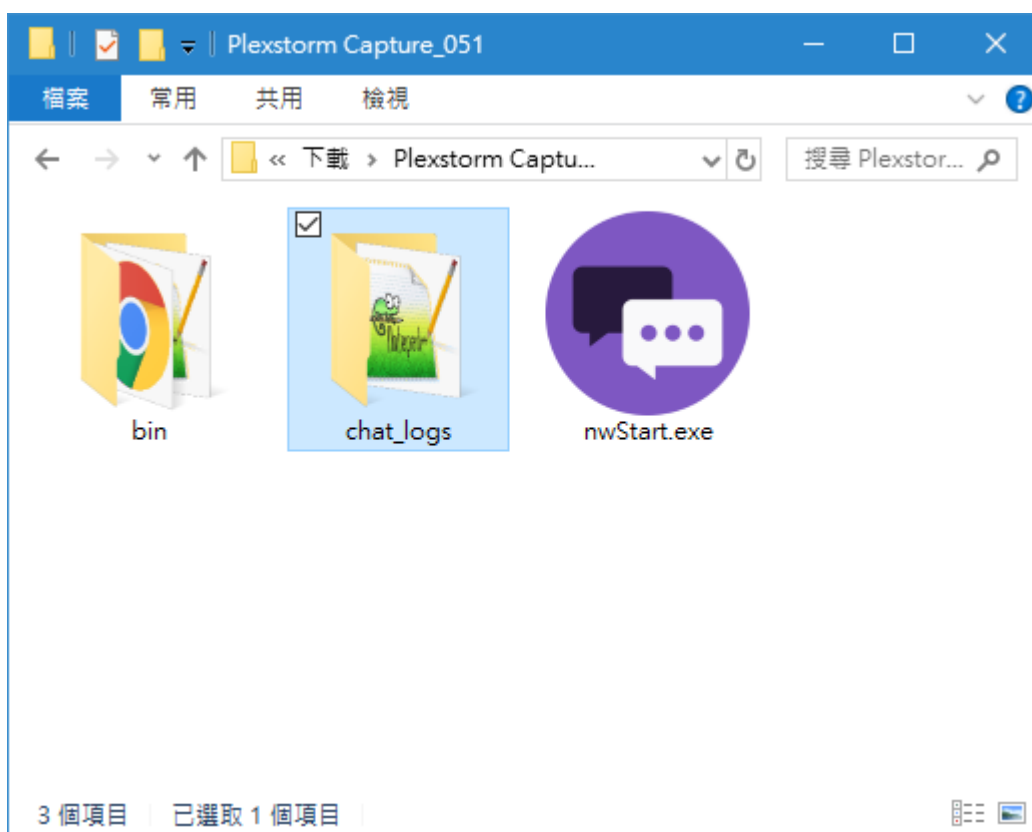 Plexstorm Capture_051
檔案 常用 共用 檢視
« 下載 › Plexstorm Captu... 搜尋 Plexstor...
bin chat_logs nwStart.exe
3 個項目 已選取 1 個項目